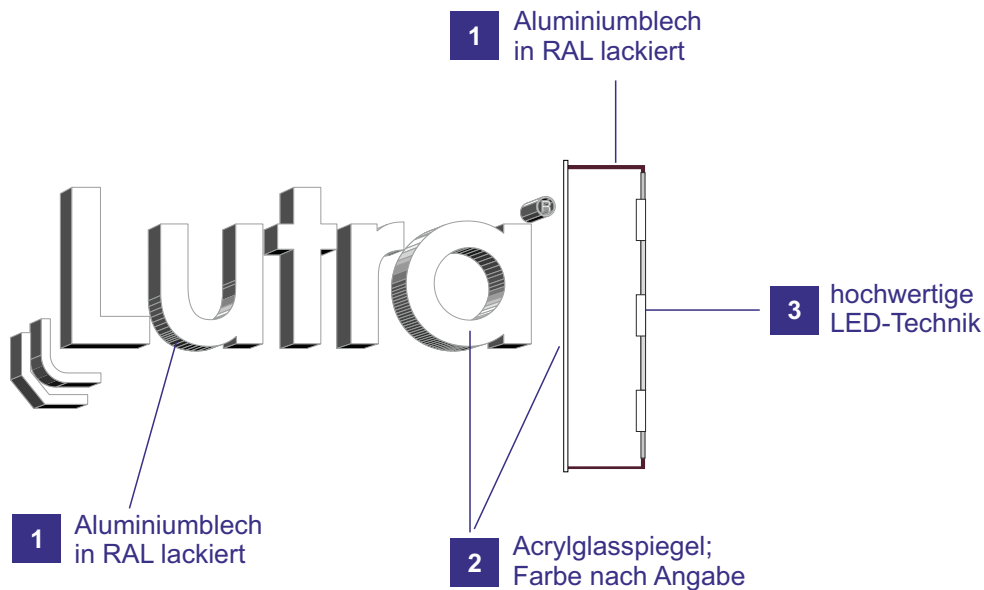 1
Aluminiumblech
in RAL lackiert
Lutra®
3
hochwertige
LED-Technik
1
Aluminiumblech
in RAL lackiert
2
Acrylglasspiegel;
Farbe nach Angabe